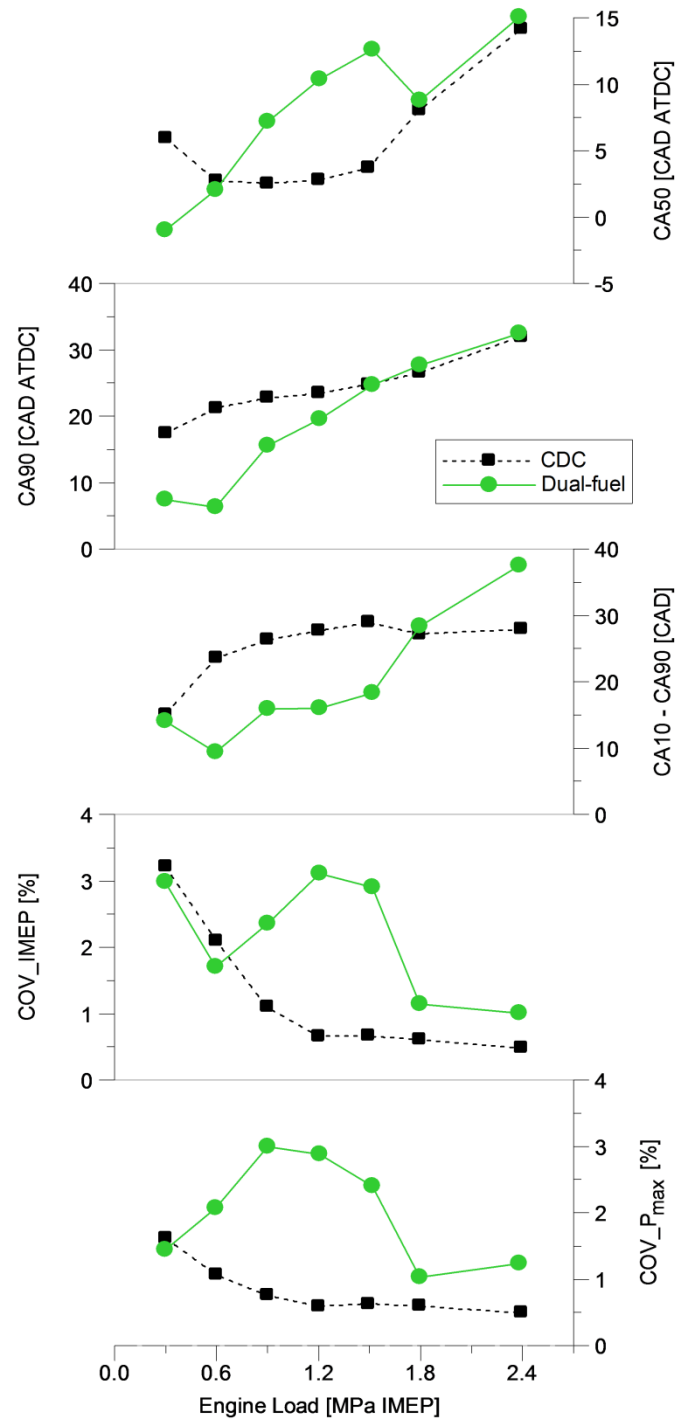 15
10
5
0
-5
CA50 [CAD ATDC]
40
30
20
10
0
CA90 [CAD ATDC]
CDC
Dual-fuel
40
30
20
10
0
CA10 - CA90 [CAD]
4
3
2
1
0
COV_IMEP [%]
4
3
2
1
0
COV_Pmax [%]
0.0 0.6 1.2 1.8 2.4
Engine Load [MPa IMEP]